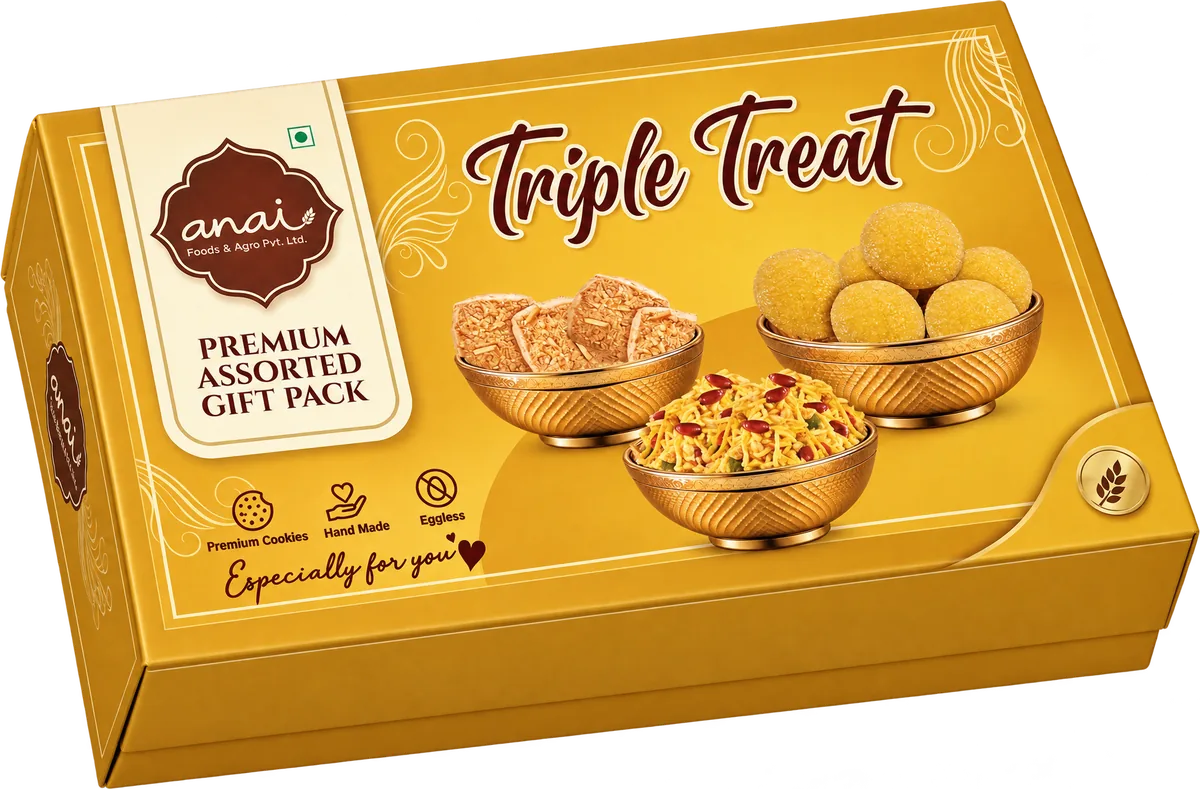 Triple Treat
anai
Foods & Agro Pvt. Ltd.
PREMIUM
ASSORTED
GIFT PACK
Premium Cookies
Hand Made
Eggless
Especially for you
anai